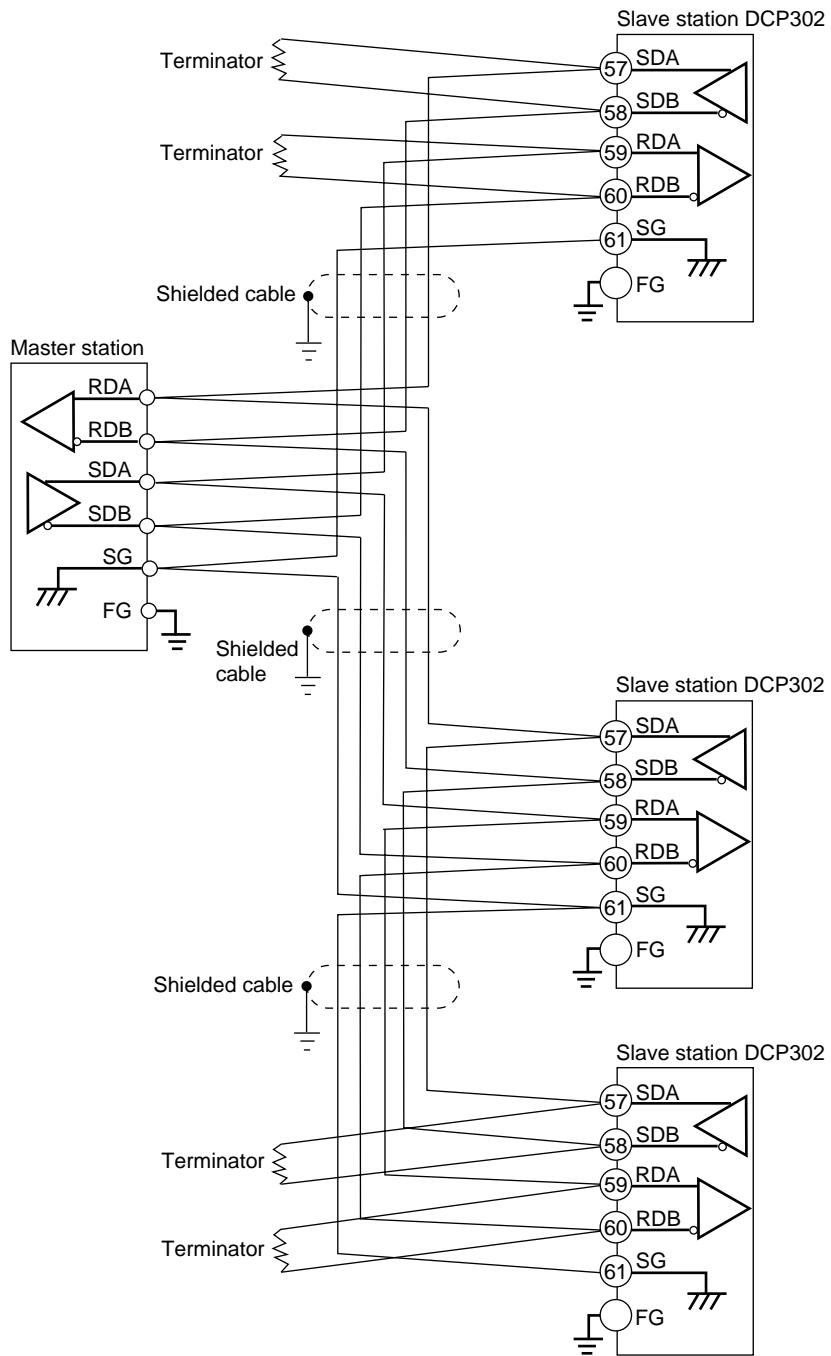 Slave station DCP302
Terminator
57 SDA
58 SDB
Terminator
59 RDA
60 RDB
61 SG
FG
Shielded cable
Master station
RDA
RDB
SDA
SDB
SG
FG
Shielded
cable
Slave station DCP302
57 SDA
58 SDB
59 RDA
60 RDB
61 SG
FG
Shielded cable
Slave station DCP302
57 SDA
58 SDB
Terminator
59 RDA
60 RDB
Terminator
61 SG
FG